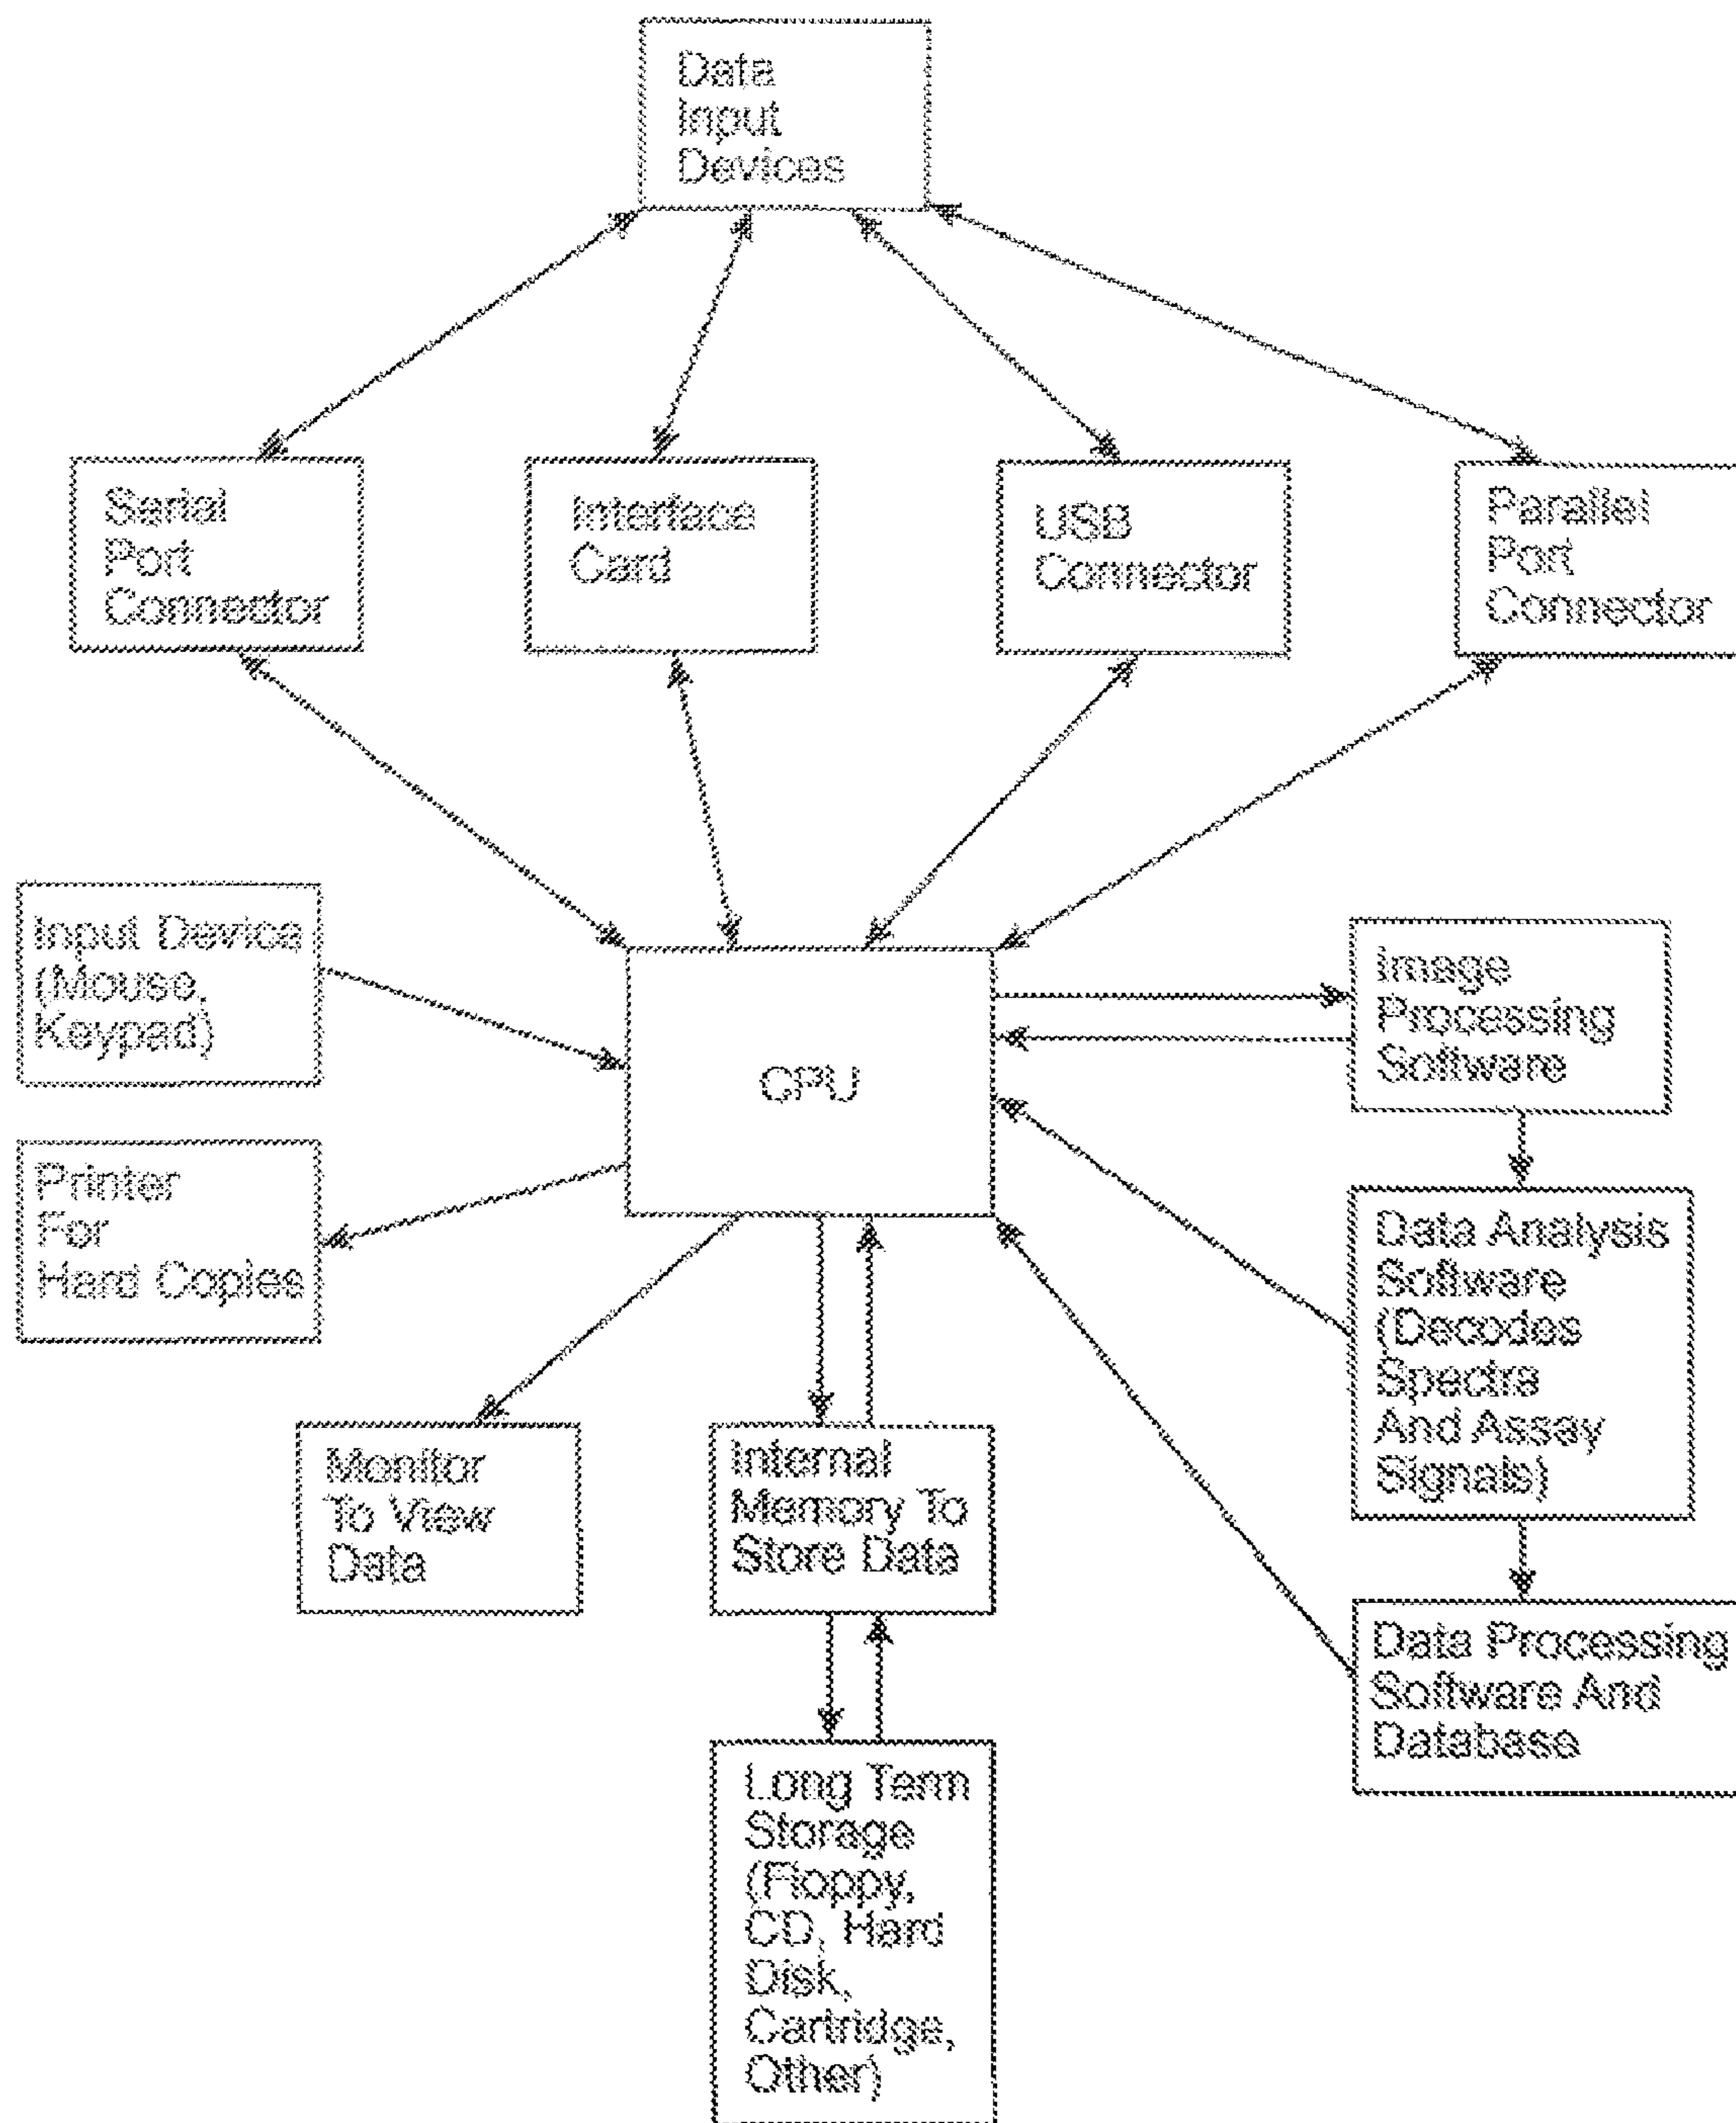 Data
Input
Devices
Serial
Port
Connector
Interface
Card
USB
Connector
Parallel
Port
Connector
Input Device
(Mouse,
Keypad)
CPU
Image
Processing
Software
Printer
For
Hard Copies
Data Analysis
Software
(Decodes
Spectra
And Assay
Signals)
Monitor
To View
Data
Internal
Memory To
Store Data
Data Processing
Software And
Database
Long Term
Storage
(Floppy,
CD, Hard
Disk,
Cartridge,
Other)